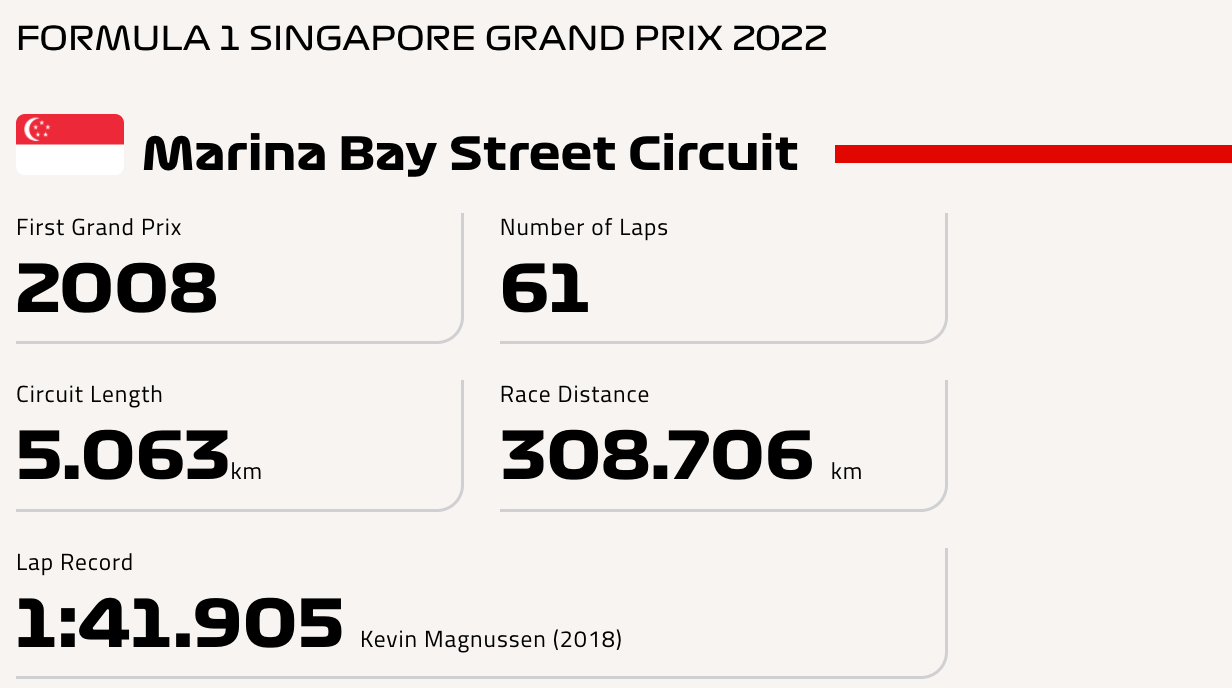 FORMULA 1 SINGAPORE GRAND PRIX 2022
Marina Bay Street Circuit
First Grand Prix
2008
Number of Laps
61
Circuit Length
5.063km
Race Distance
308.706 km
Lap Record
1:41.905 Kevin Magnussen (2018)